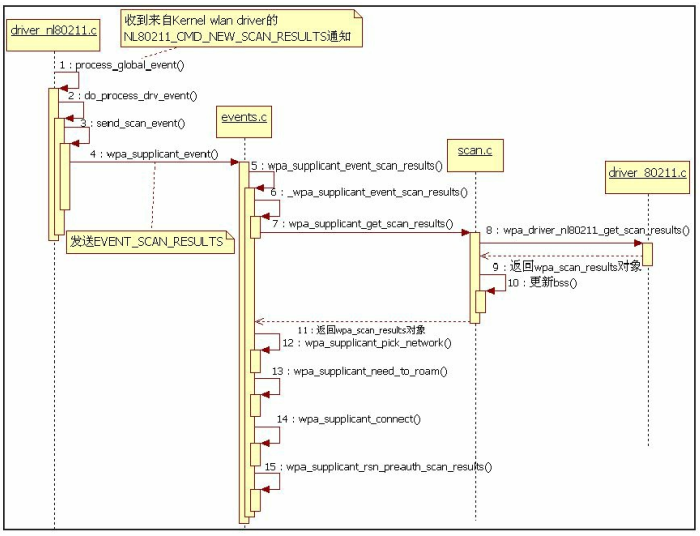 收到来自Kernel wlan driver的
NL80211_CMD_NEW_SCAN_RESULTS通知
driver_nl80211.c
1 : process_global_event()
2 : do_process_drv_event()
3 : send_scan_event()
4 : wpa_supplicant_event()
发送EVENT_SCAN_RESULTS
events.c
5 : wpa_supplicant_event_scan_results()
6 : _wpa_supplicant_event_scan_results()
7 : wpa_supplicant_get_scan_results()
scan.c
driver_80211.c
8 : wpa_driver_nl80211_get_scan_results()
9 : 返回wpa_scan_results对象
10 : 更新bss()
11 : 返回wpa_scan_results对象
12 : wpa_supplicant_pick_network()
13 : wpa_supplicant_need_to_roam()
14 : wpa_supplicant_connect()
15 : wpa_supplicant_rsn_preauth_scan_results()